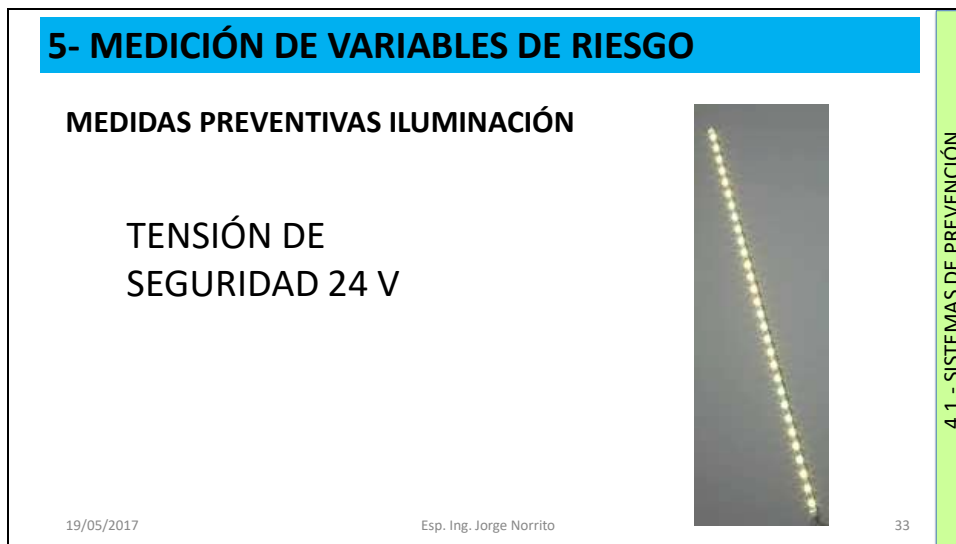 5- MEDICIÓN DE VARIABLES DE RIESGO
MEDIDAS PREVENTIVAS ILUMINACIÓN
TENSIÓN DE
SEGURIDAD 24 V
19/05/2017
Esp. Ing. Jorge Norrito
33
4.1.- SISTEMAS DE PREVENCIÓN